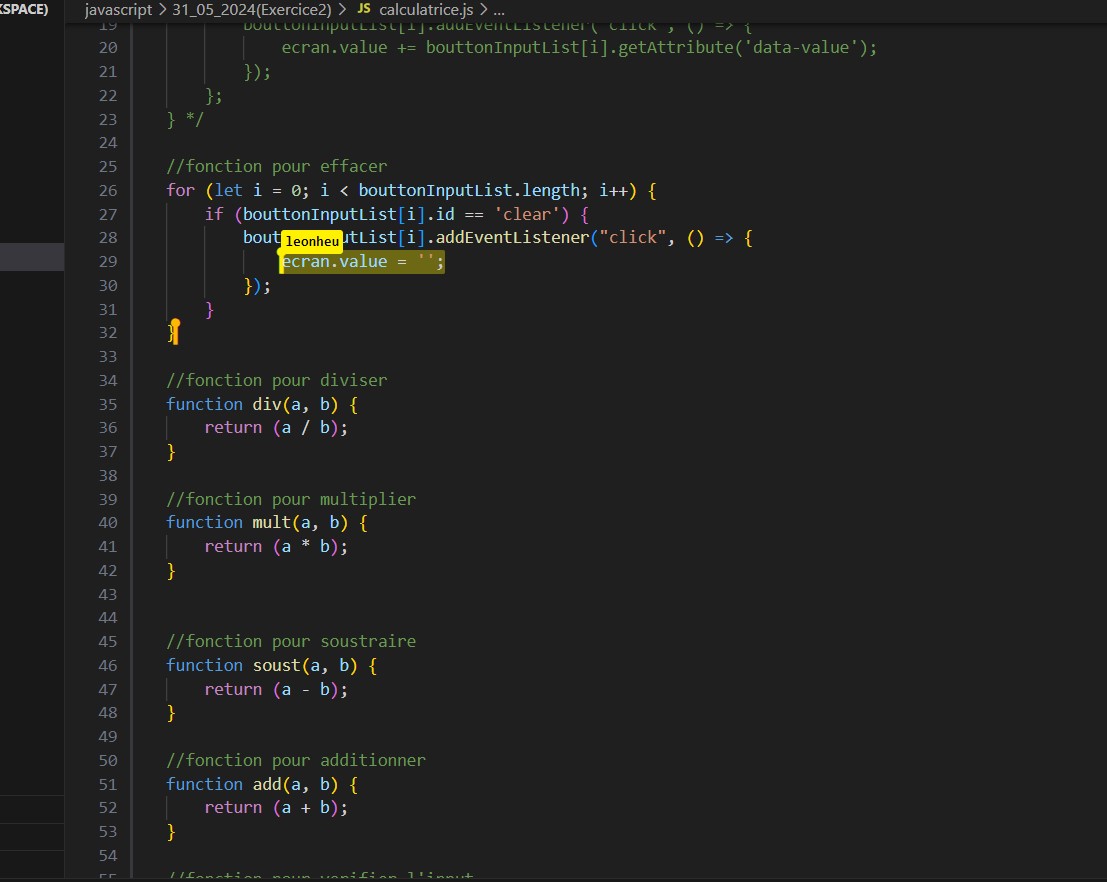 KSPACE)
javascript > 31_05_2024(Exercice2) > JS calculatrice.js > ...
19 bouttonInputList[i].addEventListener("click", () => {
20 ecran.value += bouttonInputList[i].getAttribute('data-value');
21 });
22 };
23 } */
24
25 //fonction pour effacer
26 for (let i = 0; i < bouttonInputList.length; i++) {
27 if (bouttonInputList[i].id == 'clear') {
28 bout utList[i].addEventListener("click", () => {
leonheu
29 ecran.value = '';
30 });
31 }
32 }
33
34 //fonction pour diviser
35 function div(a, b) {
36 return (a / b);
37 }
38
39 //fonction pour multiplier
40 function mult(a, b) {
41 return (a * b);
42 }
43
44
45 //fonction pour soustraire
46 function soust(a, b) {
47 return (a - b);
48 }
49
50 //fonction pour additionner
51 function add(a, b) {
52 return (a + b);
53 }
54
55 //fonction pour verifier l'input